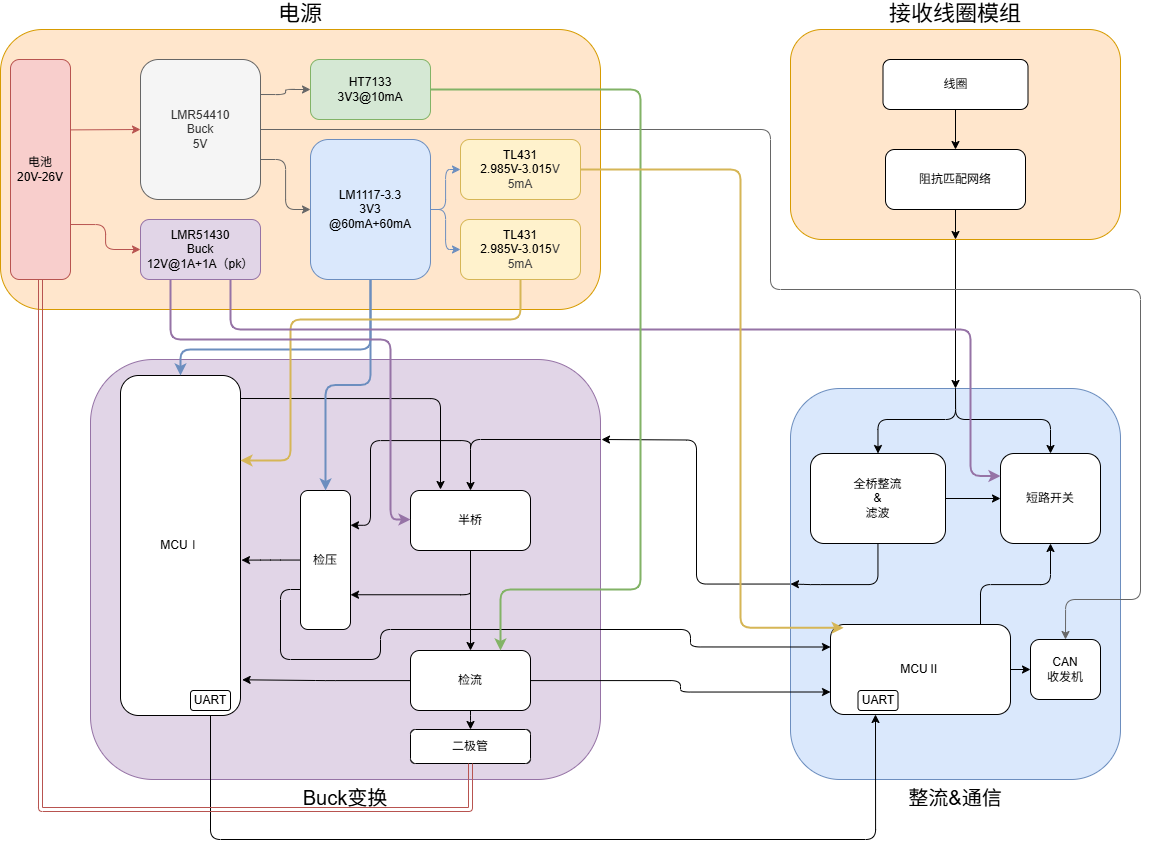 电源
接收线圈模组
电池
20V-26V
LMR54410
Buck
5V
HT7133
3V3@10mA
LM1117-3.3
3V3
@60mA+60mA
TL431
2.985V-3.015V
5mA
LMR51430
Buck
12V@1A+1A（pk）
TL431
2.985V-3.015V
5mA
线圈
阻抗匹配网络
MCU Ⅰ
检压
半桥
检流
二极管
UART
Buck变换
全桥整流
&
滤波
短路开关
MCU Ⅱ
UART
CAN
收发机
整流&通信